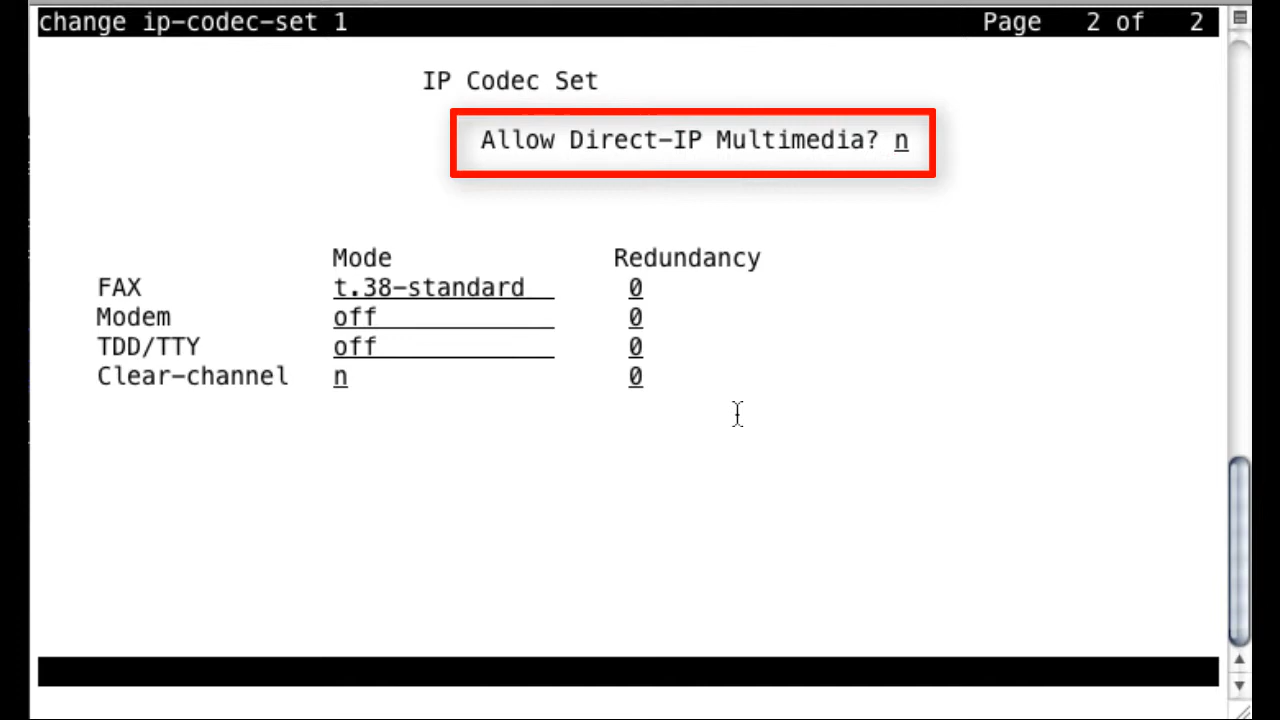 change ip-codec-set 1 Page 2 of 2
IP Codec Set
Allow Direct-IP Multimedia? n
Mode Redundancy
FAX t.38-standard 0
Modem off 0
TDD/TTY off 0
Clear-channel n 0